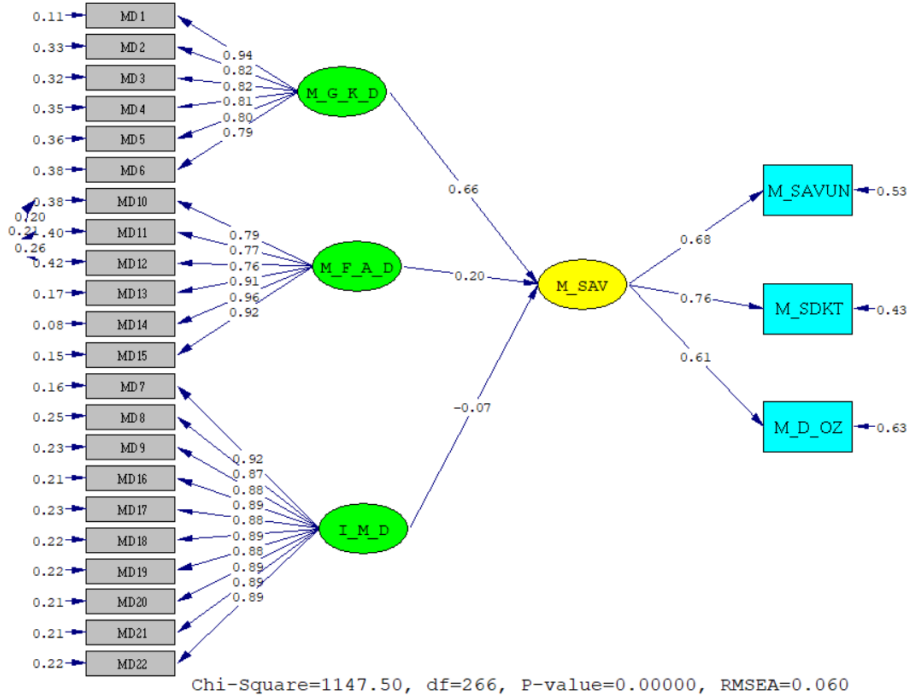 0.11 MD1
0.33 MD2
0.32 MD3
0.35 MD4
0.36 MD5
0.38 MD6
0.38 MD10
0.20
0.21 .40 MD11
0.26
0.42 MD12
0.17 MD13
0.08 MD14
0.15 MD15
0.16 MD7
0.25 MD8
0.23 MD9
0.21 MD16
0.23 MD17
0.22 MD18
0.22 MD19
0.21 MD20
0.21 MD21
0.22 MD22
0.94
0.82
0.82
0.81
0.80
0.79
0.79
0.77
0.76
0.91
0.96
0.92
0.92
0.87
0.88
0.89
0.88
0.89
0.88
0.89
0.89
0.89
M_G_K_D
M_F_A_D
I_M_D
0.66
0.20
-0.07
M_SAV
0.68
0.76
0.61
M_SAVUN 0.53
M_SDKT 0.43
M_D_OZ 0.63
Chi-Square=1147.50, df=266, P-value=0.00000, RMSEA=0.060